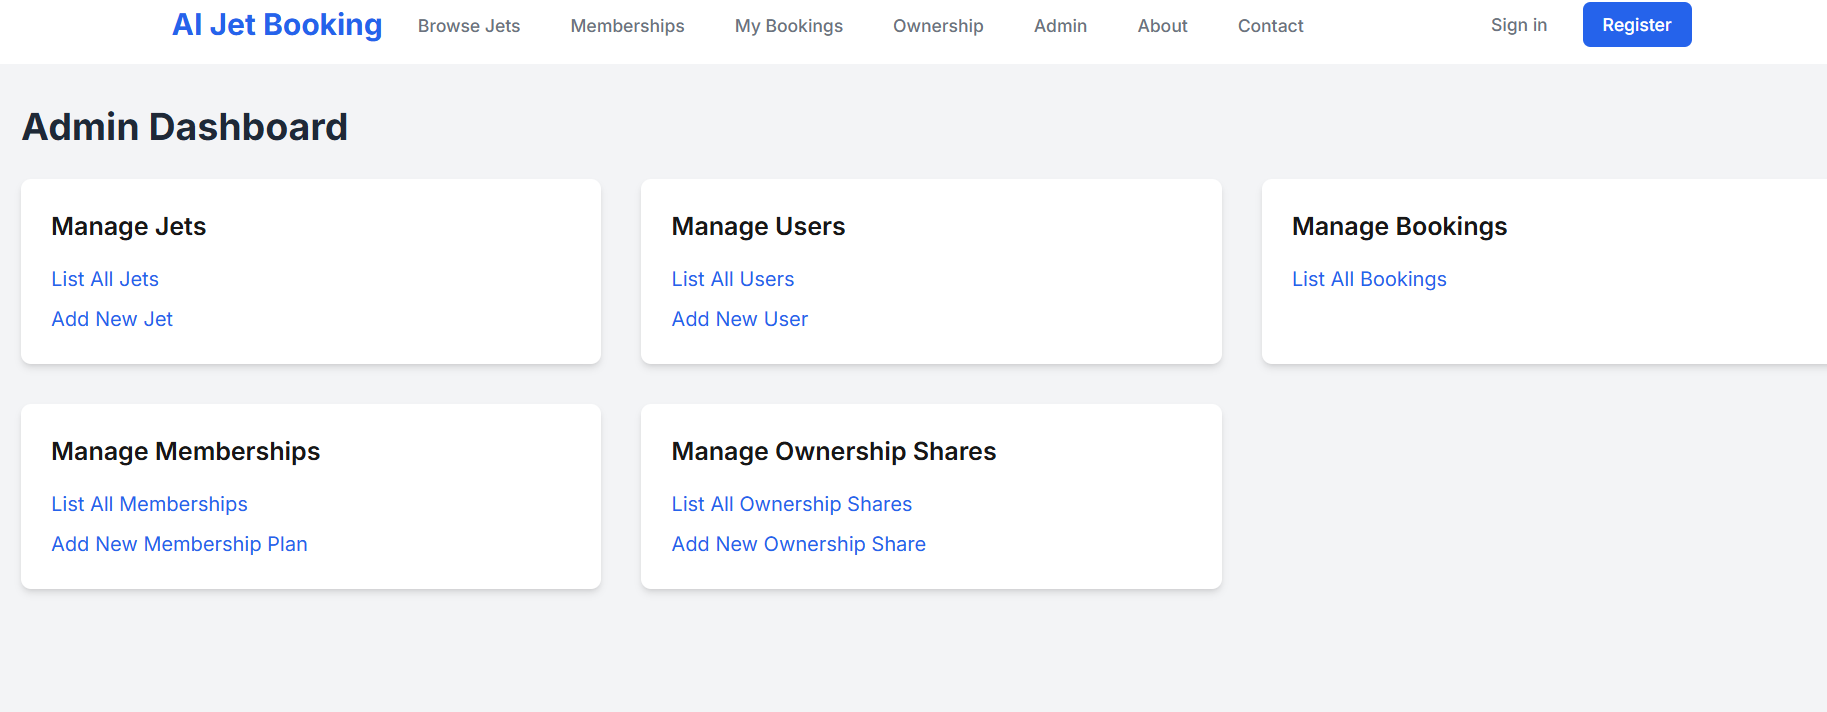 AI Jet Booking Browse Jets Memberships My Bookings Ownership Admin About Contact Sign in Register
Admin Dashboard
Manage Jets
List All Jets
Add New Jet
Manage Users
List All Users
Add New User
Manage Bookings
List All Bookings
Manage Memberships
List All Memberships
Add New Membership Plan
Manage Ownership Shares
List All Ownership Shares
Add New Ownership Share